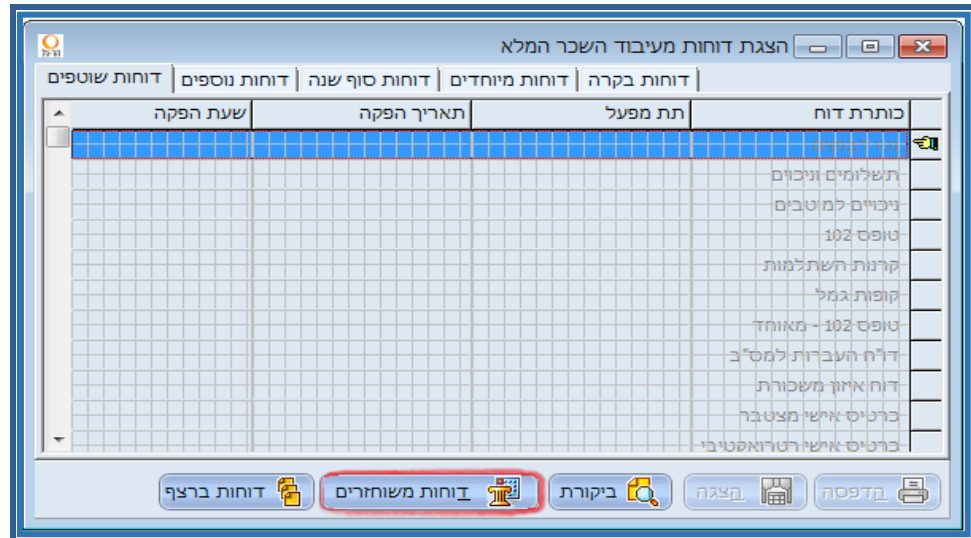 הצגת דוחות מעיבוד השכר המלא
דוחות בקרה דוחות מיוחדים דוחות סוף שנה דוחות נוספים דוחות שוטפים
כותרת דוח תת מפעל תאריך הפקה שעת הפקה
תשלומים וניכוים
ניכויים למוטבים
טופס 102
קרנות השתלמות
קופות גמל
טופס 102 - מאוחד
דו"ח העברות למס"ב
דוח איזון משכורת
כרטיס אישי מצטבר
כרטיס אישי רטרואקטיבי
הדפסה הצגה ביקורת דוחות משוחזרים דוחות ברצף